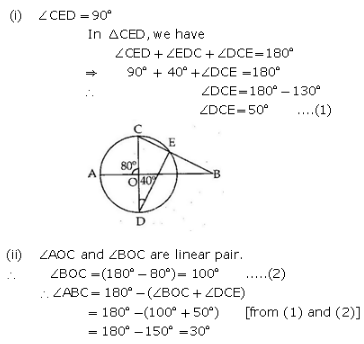 (i) ∠CED = 90°
In △CED, we have
∠CED + ∠EDC + ∠DCE = 180°
⇒ 90° + 40° + ∠DCE = 180°
∴ ∠DCE = 180° − 130°
∠DCE = 50° ....(1)
C
E
80°
A
O
40°
B
D
(ii) ∠AOC and ∠BOC are linear pair.
∴ ∠BOC = (180° − 80°) = 100° .....(2)
∴ ∠ABC = 180° − (∠BOC + ∠DCE)
= 180° − (100° + 50°) [from (1) and (2)]
= 180° − 150° = 30°